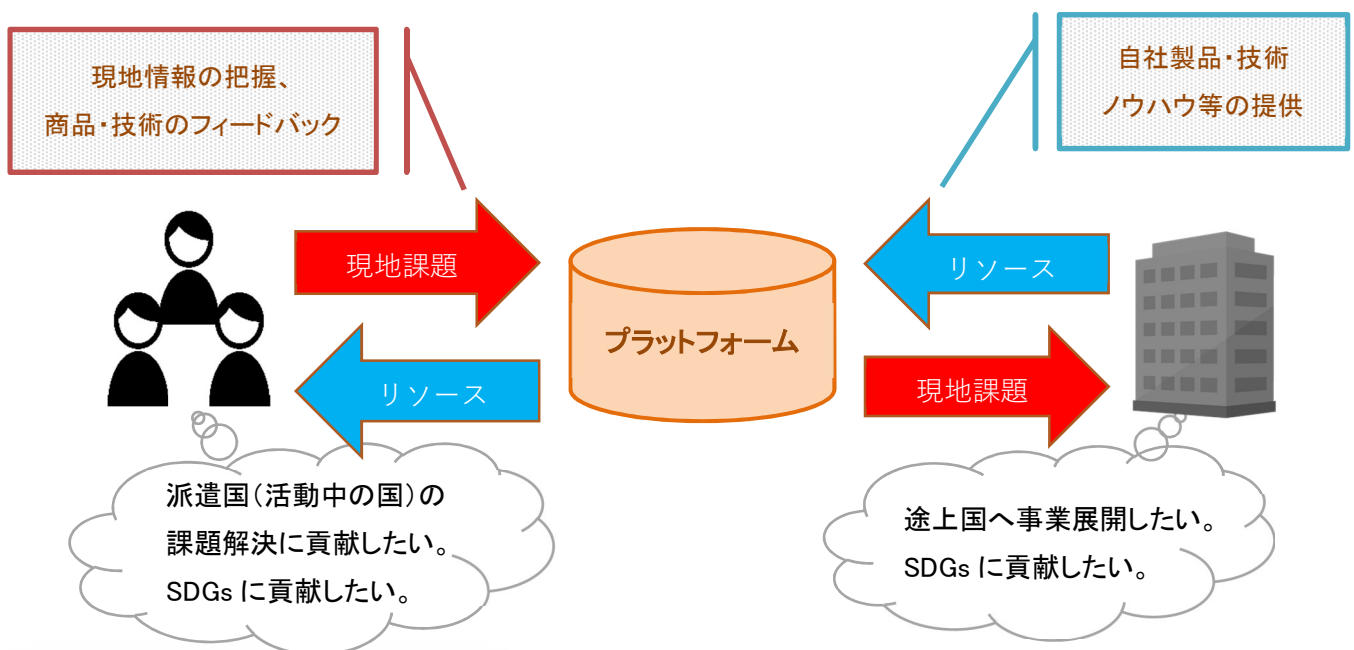 現地情報の把握、
商品・技術のフィードバック
自社製品・技術
ノウハウ等の提供
現地課題
リソース
プラットフォーム
リソース
現地課題
派遣国（活動中の国）の
課題解決に貢献したい。
SDGs に貢献したい。
途上国へ事業展開したい。
SDGs に貢献したい。